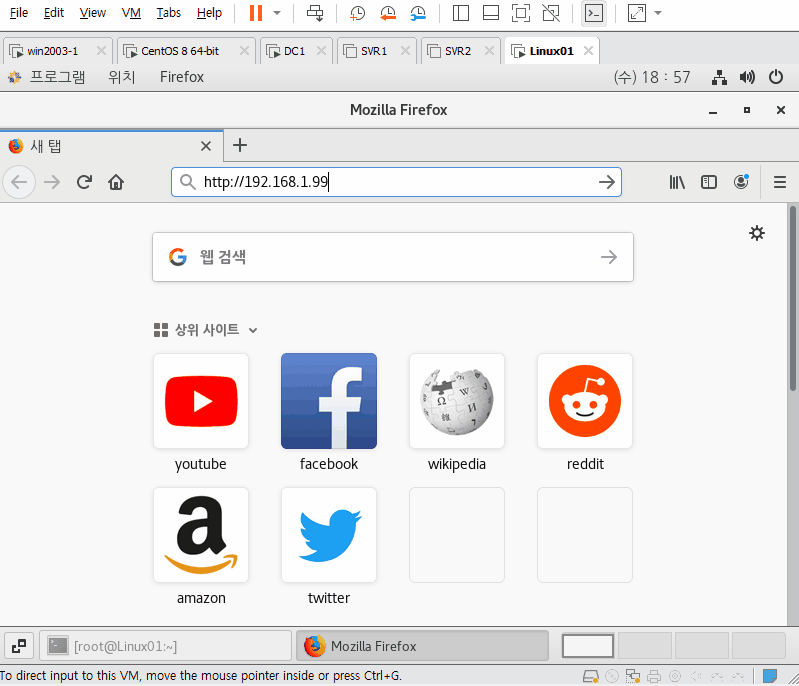 File Edit View VM Tabs Help
win2003-1 CentOS 8 64-bit DC1 SVR1 SVR2 Linux01
프로그램 위치 Firefox (수) 18 : 57
Mozilla Firefox
새 탭
http://192.168.1.99
웹 검색
상위 사이트
youtube facebook wikipedia reddit
amazon twitter
[root@Linux01:~] Mozilla Firefox
To direct input to this VM, move the mouse pointer inside or press Ctrl+G.